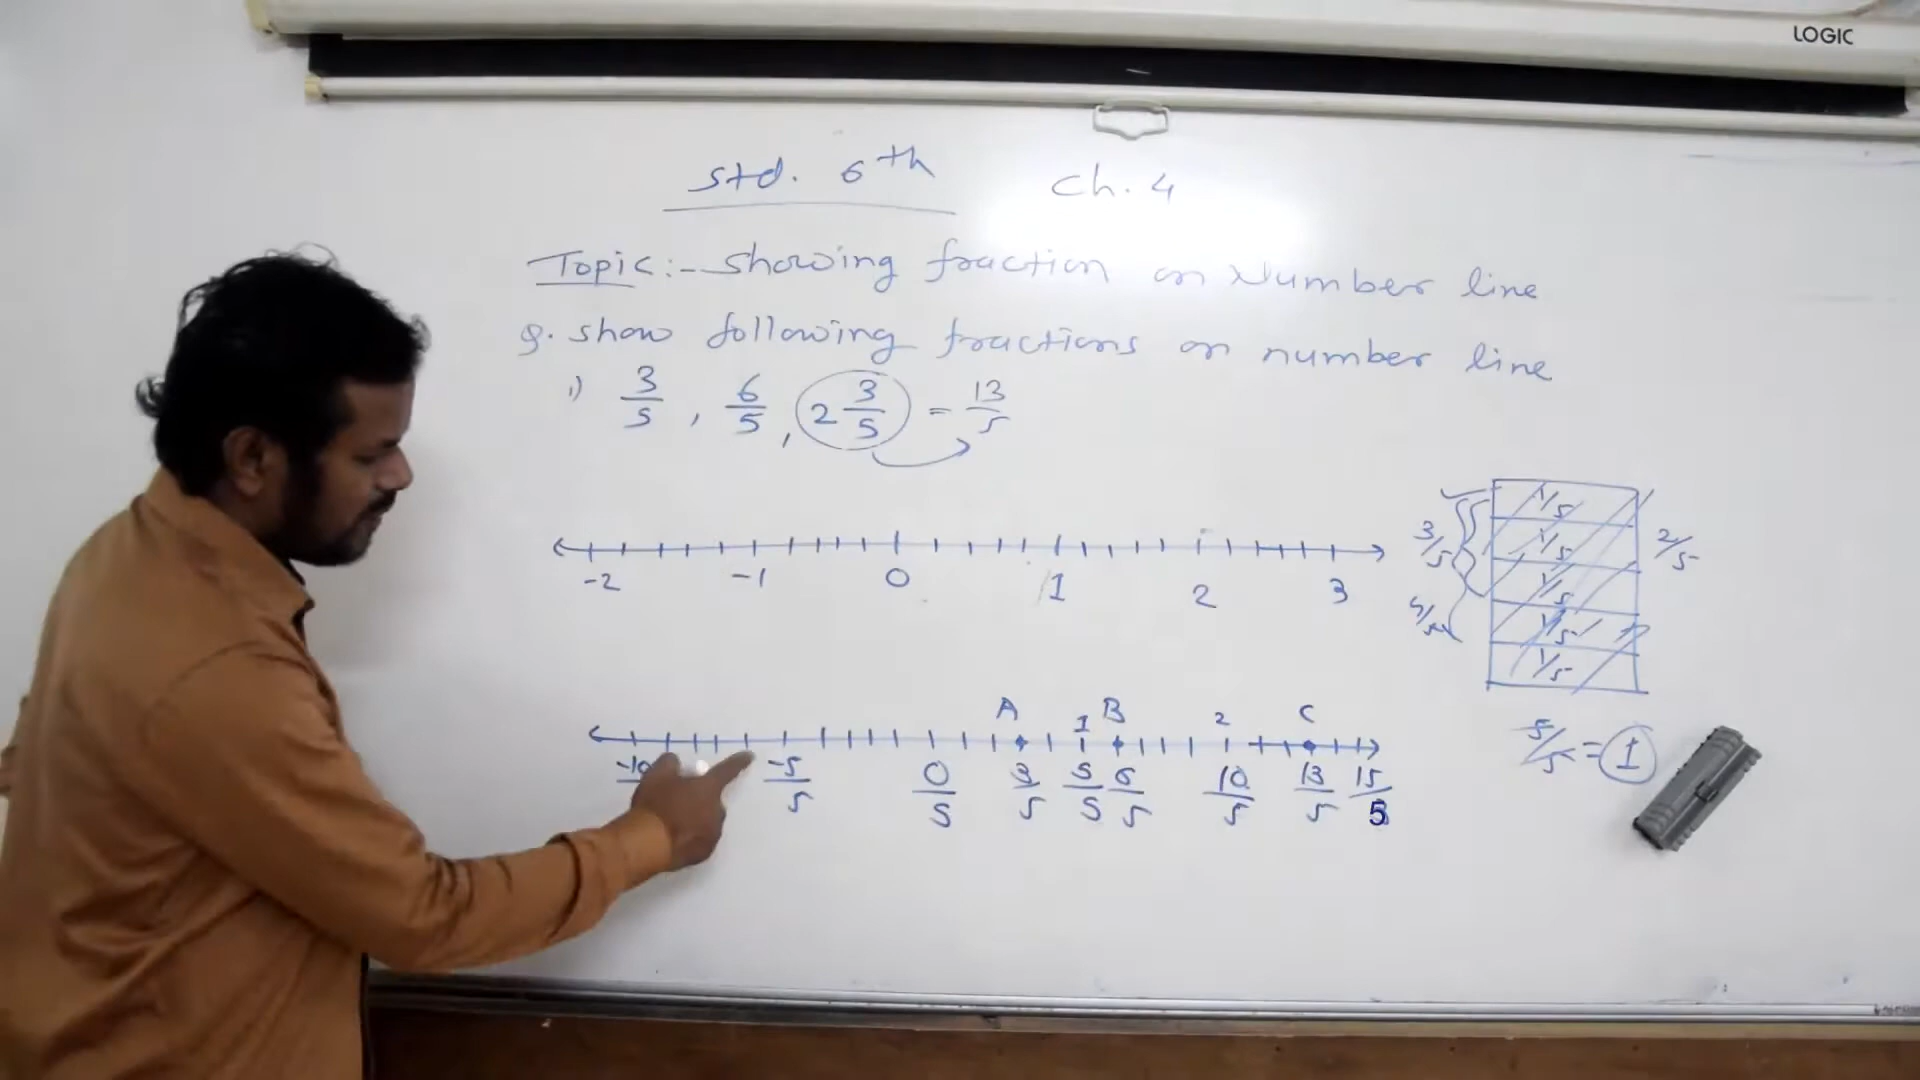 LOGIC
std. 6th Ch. 4
Topic:- Showing fraction on Number line
Q. show following fractions on number line
1) 3/5 , 6/5 , 2 3/5 = 13/5
-2 -1 0 1 2 3
A 1 B 2 C
-10 -5/5 0/5 3/5 5/5 6/5 10/5 13/5 15/5
1/5
1/5
1/5
1/5
1/5
3/5
4/5
2/5
5/5 = 1